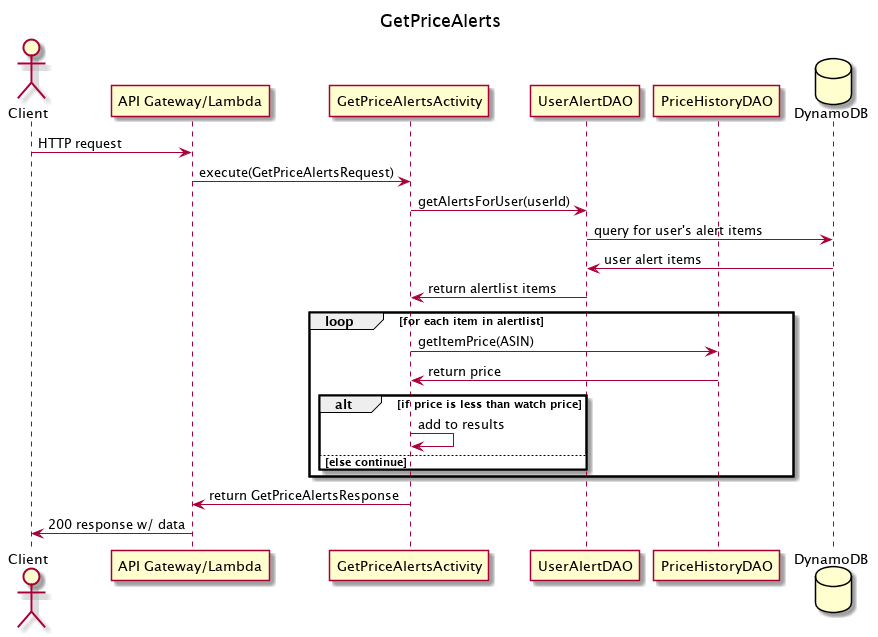 GetPriceAlerts
Client
API Gateway/Lambda
GetPriceAlertsActivity
UserAlertDAO
PriceHistoryDAO
DynamoDB
HTTP request
execute(GetPriceAlertsRequest)
getAlertsForUser(userId)
query for user's alert items
user alert items
return alertlist items
loop
[for each item in alertlist]
getItemPrice(ASIN)
return price
alt
[if price is less than watch price]
add to results
[else continue]
return GetPriceAlertsResponse
200 response w/ data
Client
API Gateway/Lambda
GetPriceAlertsActivity
UserAlertDAO
PriceHistoryDAO
DynamoDB